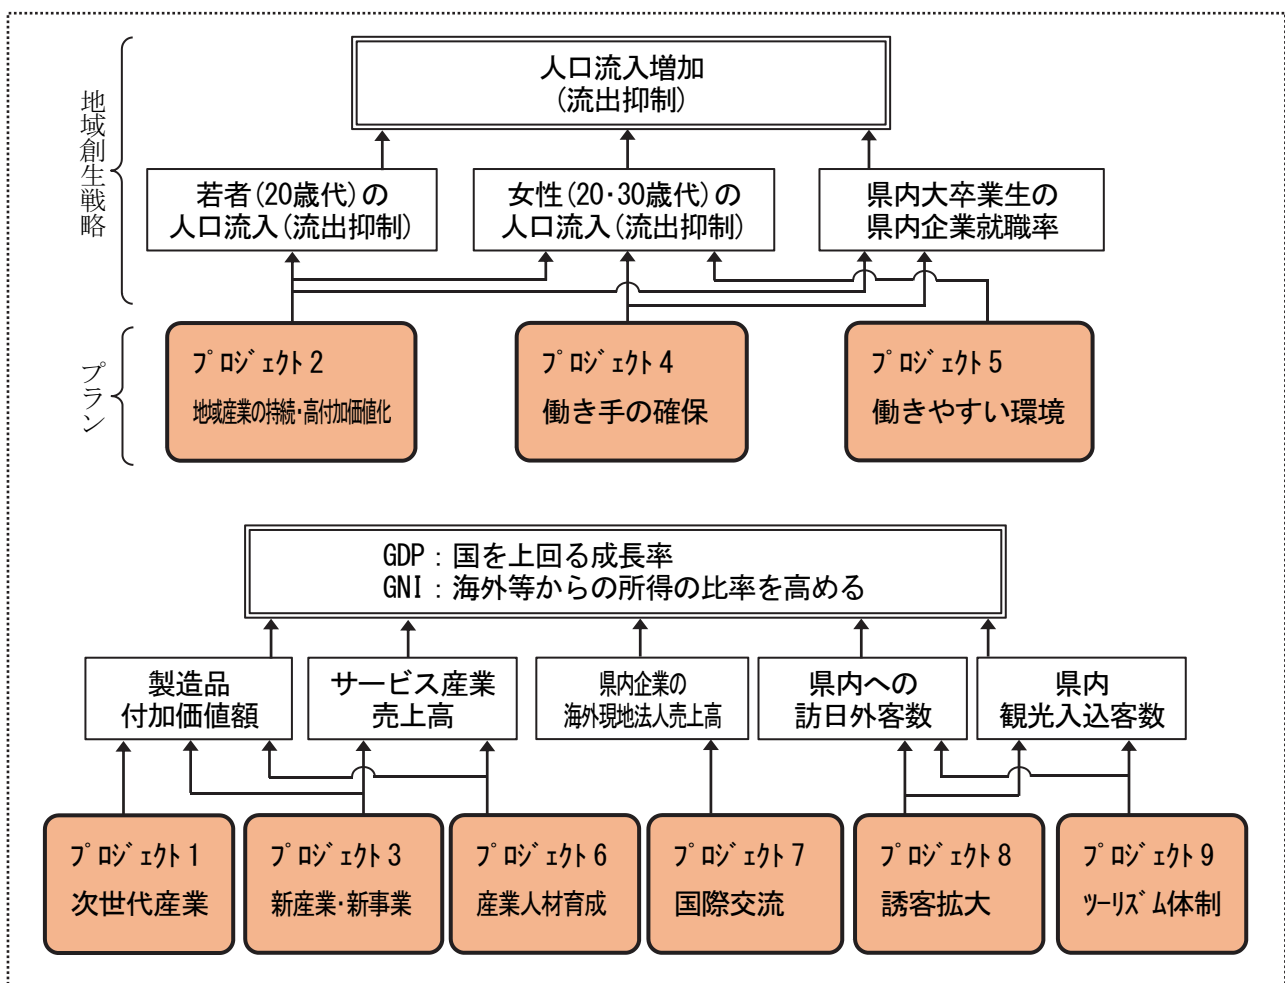 人口流入増加
(流出抑制)
地域創生戦略
若者(20歳代)の
人口流入(流出抑制)
女性(20・30歳代)の
人口流入(流出抑制)
県内大卒業生の
県内企業就職率
プラン
プロジェクト2
地域産業の持続・高付加価値化
プロジェクト4
働き手の確保
プロジェクト5
働きやすい環境
GDP：国を上回る成長率
GNI：海外等からの所得の比率を高める
製造品
付加価値額
サービス産業
売上高
県内企業の
海外現地法人売上高
県内への
訪日外客数
県内
観光入込客数
プロジェクト1
次世代産業
プロジェクト3
新産業・新事業
プロジェクト6
産業人材育成
プロジェクト7
国際交流
プロジェクト8
誘客拡大
プロジェクト9
ツーリズム体制